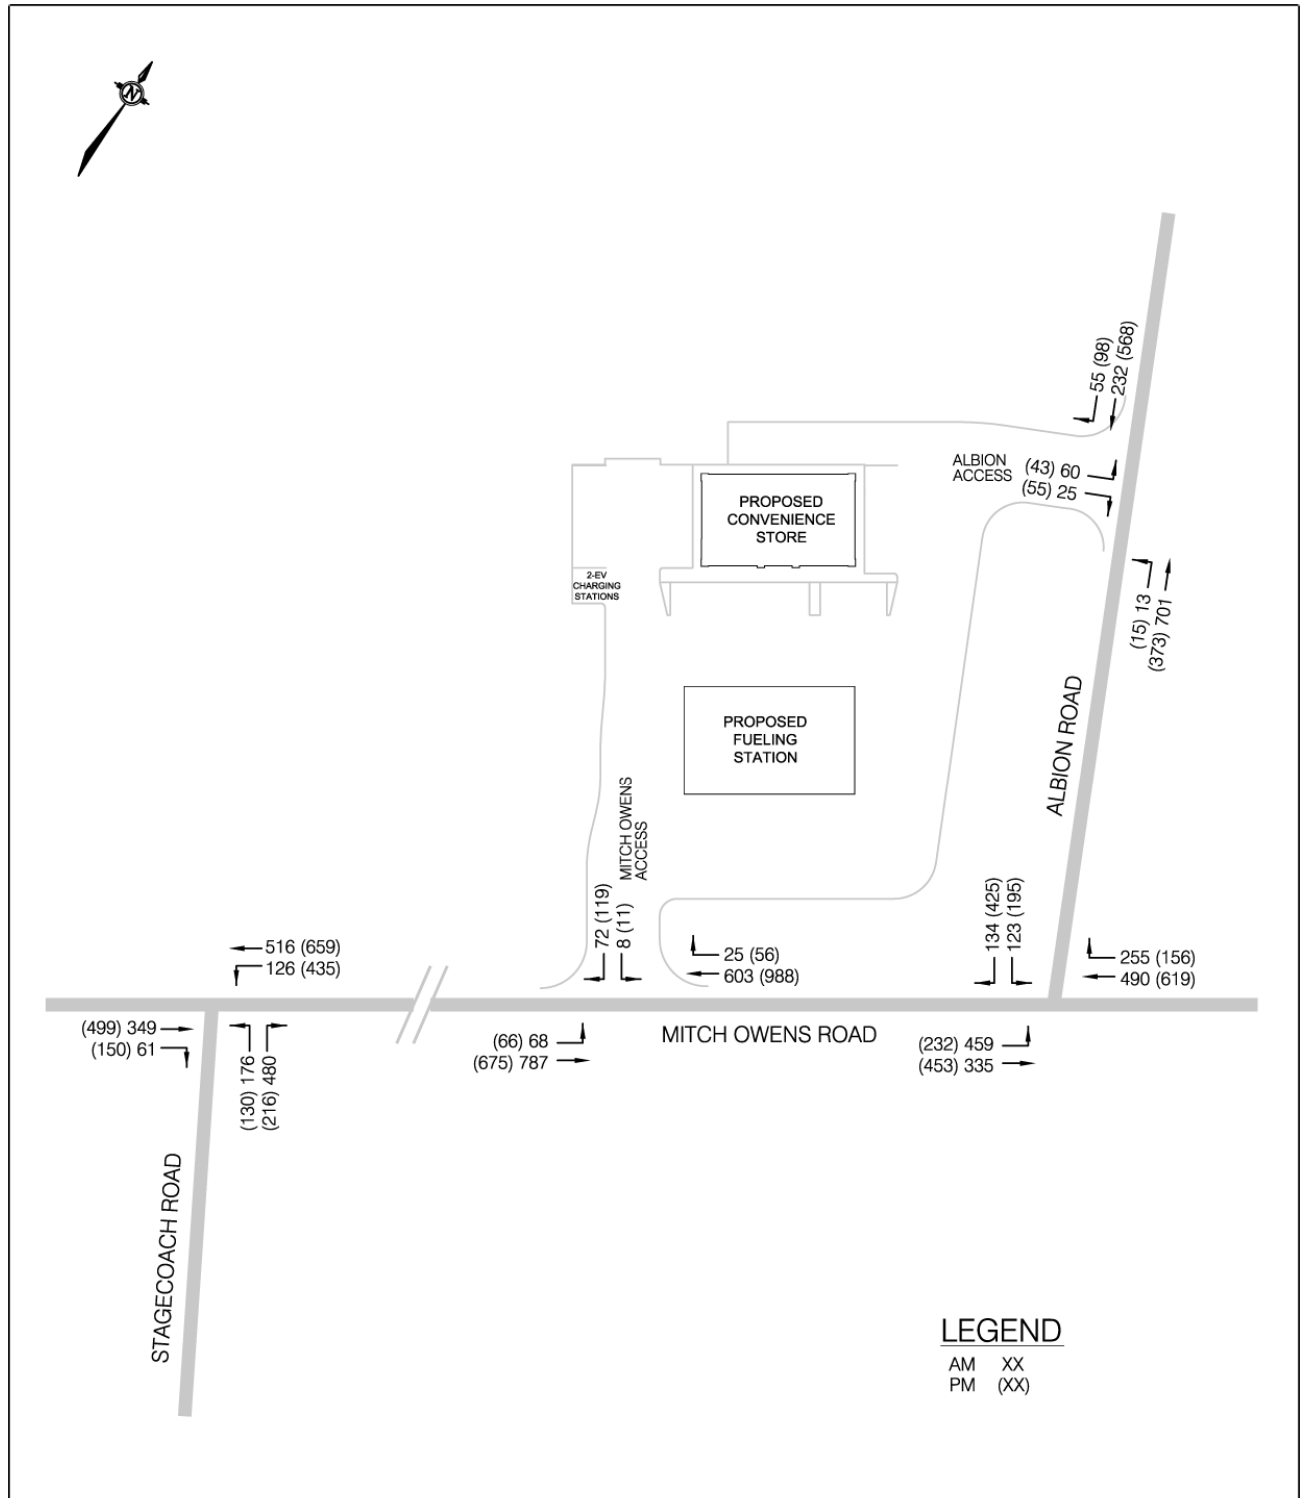 N
55 (98)
232 (568)
ALBION
ACCESS
(43) 60
(55) 25
PROPOSED
CONVENIENCE
STORE
2-EV
CHARGING
STATIONS
(15) 13
(373) 701
ALBION ROAD
PROPOSED
FUELING
STATION
MITCH OWENS
ACCESS
72 (119)
8 (11)
134 (425)
123 (195)
516 (659)
126 (435)
25 (56)
603 (988)
255 (156)
490 (619)
(499) 349
(150) 61
(66) 68
(675) 787
MITCH OWENS ROAD
(232) 459
(453) 335
(130) 176
(216) 480
STAGECOACH ROAD
LEGEND
AM XX
PM (XX)